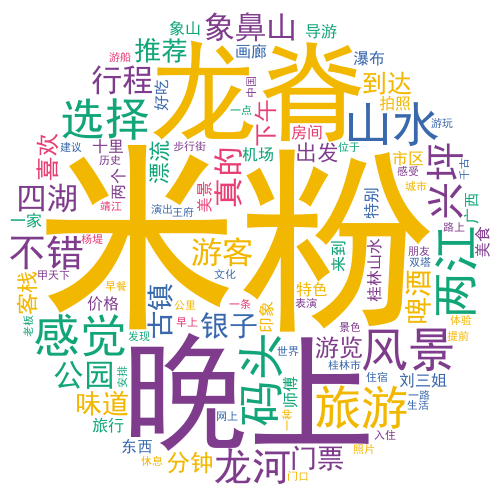 象山
象鼻山
导游
推荐
画廊
瀑布
游船
行程
好吃
中国
龙脊
到达
拍照
选择
一点
下午
房间
山水
游玩
十里
漂流
步行街
机场
出发
位于
市区
喜欢
建议
历史
两个
真的
美景
感受
千古
兴坪
四湖
靖江
特别
城市
广西
一家
演出
王府
米粉
路上
美食
不错
杨堤
游客
来到
桂林山水
朋友
两江
甲天下
文化
双塔
客栈
早餐
特色
啤酒
价格
古镇
公里
一条
表演
老板
感觉
早上
银子
印象
发现
景色
体验
提前
码头
世界
游览
风景
公园
安排
晚上
师傅
桂林市
住宿
刘三姐
味道
一种
旅游
一路
生活
旅行
网上
东西
入住
休息
分钟
龙河
门票
照片
门口